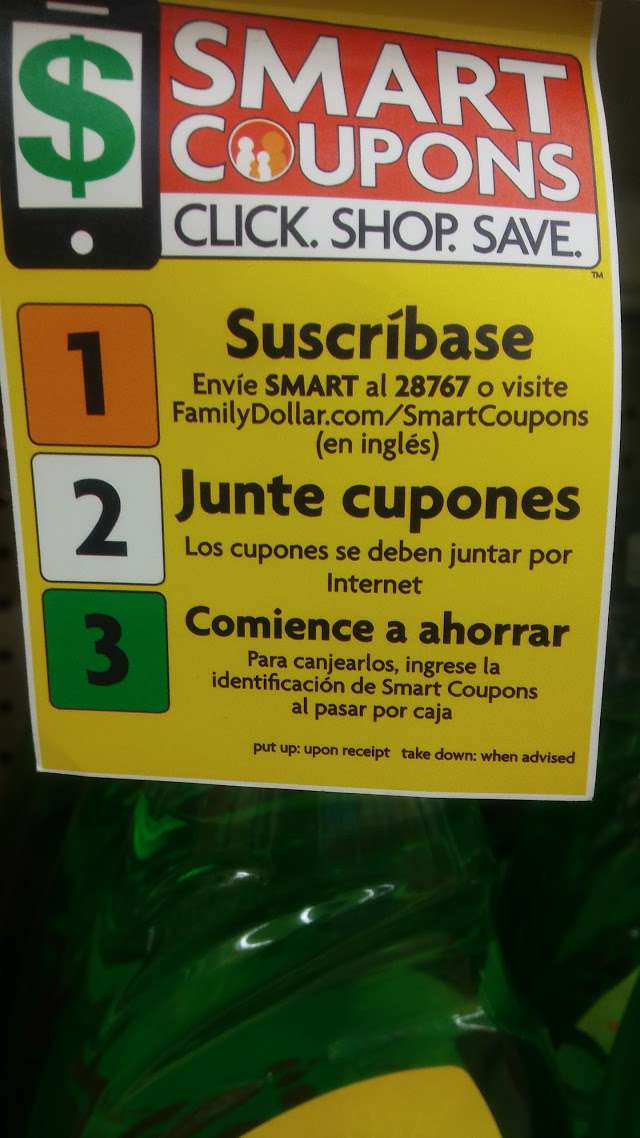 $
SMART
COUPONS
CLICK. SHOP. SAVE.
TM
1
Suscríbase
Envíe SMART al 28767 o visite
FamilyDollar.com/SmartCoupons
(en inglés)
2
Junte cupones
Los cupones se deben juntar por
Internet
3
Comience a ahorrar
Para canjearlos, ingrese la
identificación de Smart Coupons
al pasar por caja
put up: upon receipt take down: when advised